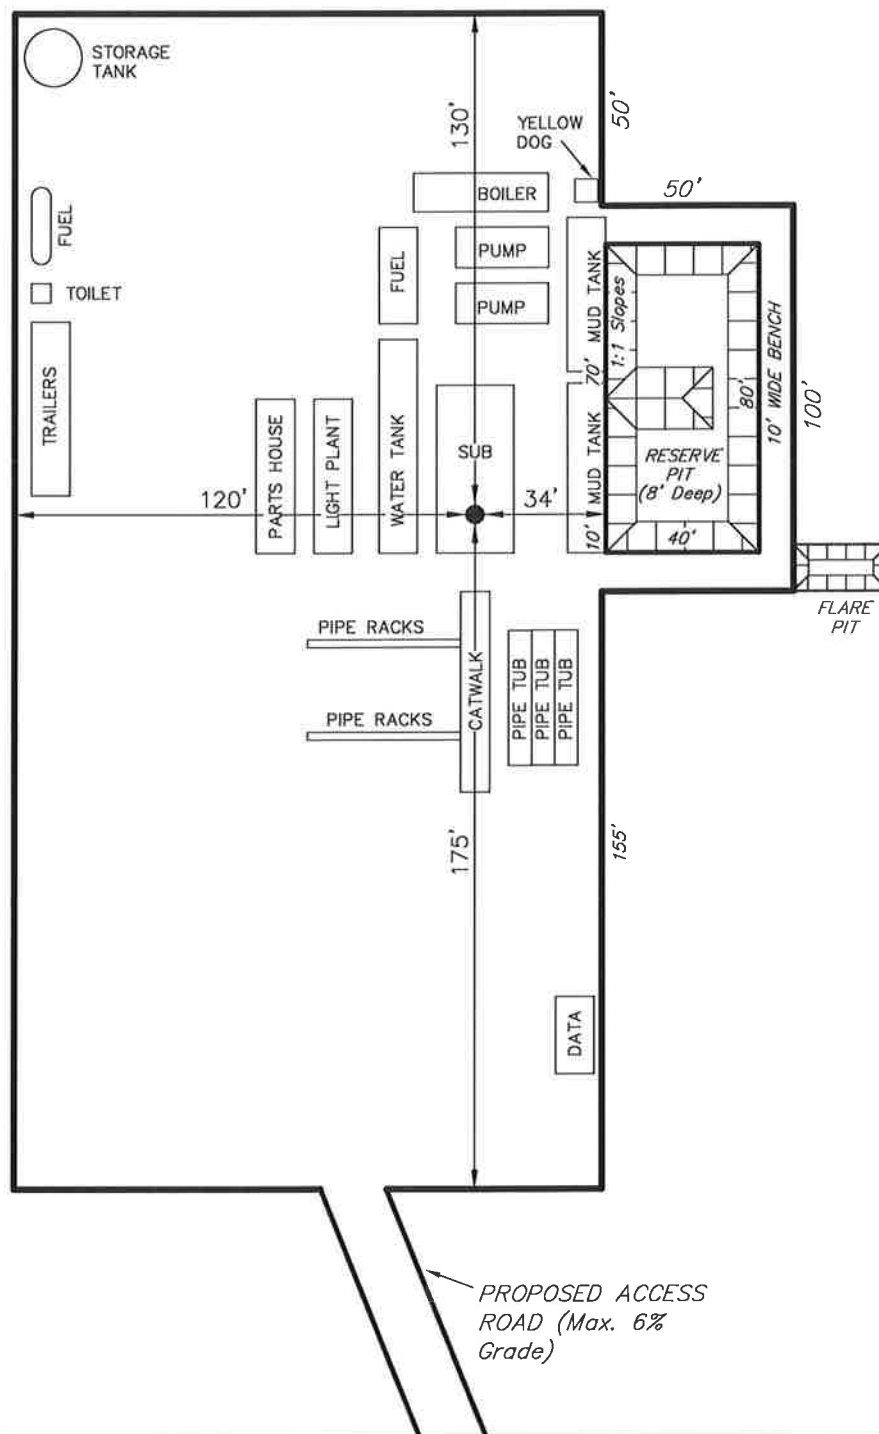 STORAGE
TANK
130'
50'
YELLOW
DOG
50'
BOILER
FUEL
FUEL
PUMP
MUD TANK
1:1 Slopes
TOILET
PUMP
TRAILERS
70'
80'
10' WIDE BENCH
100'
PARTS HOUSE
LIGHT PLANT
WATER TANK
SUB
MUD TANK
RESERVE
PIT
(8' Deep)
120'
34'
10'
40'
FLARE
PIT
PIPE RACKS
CATWALK
PIPE TUB
PIPE TUB
PIPE TUB
PIPE RACKS
175'
155'
DATA
PROPOSED ACCESS
ROAD (Max. 6%
Grade)